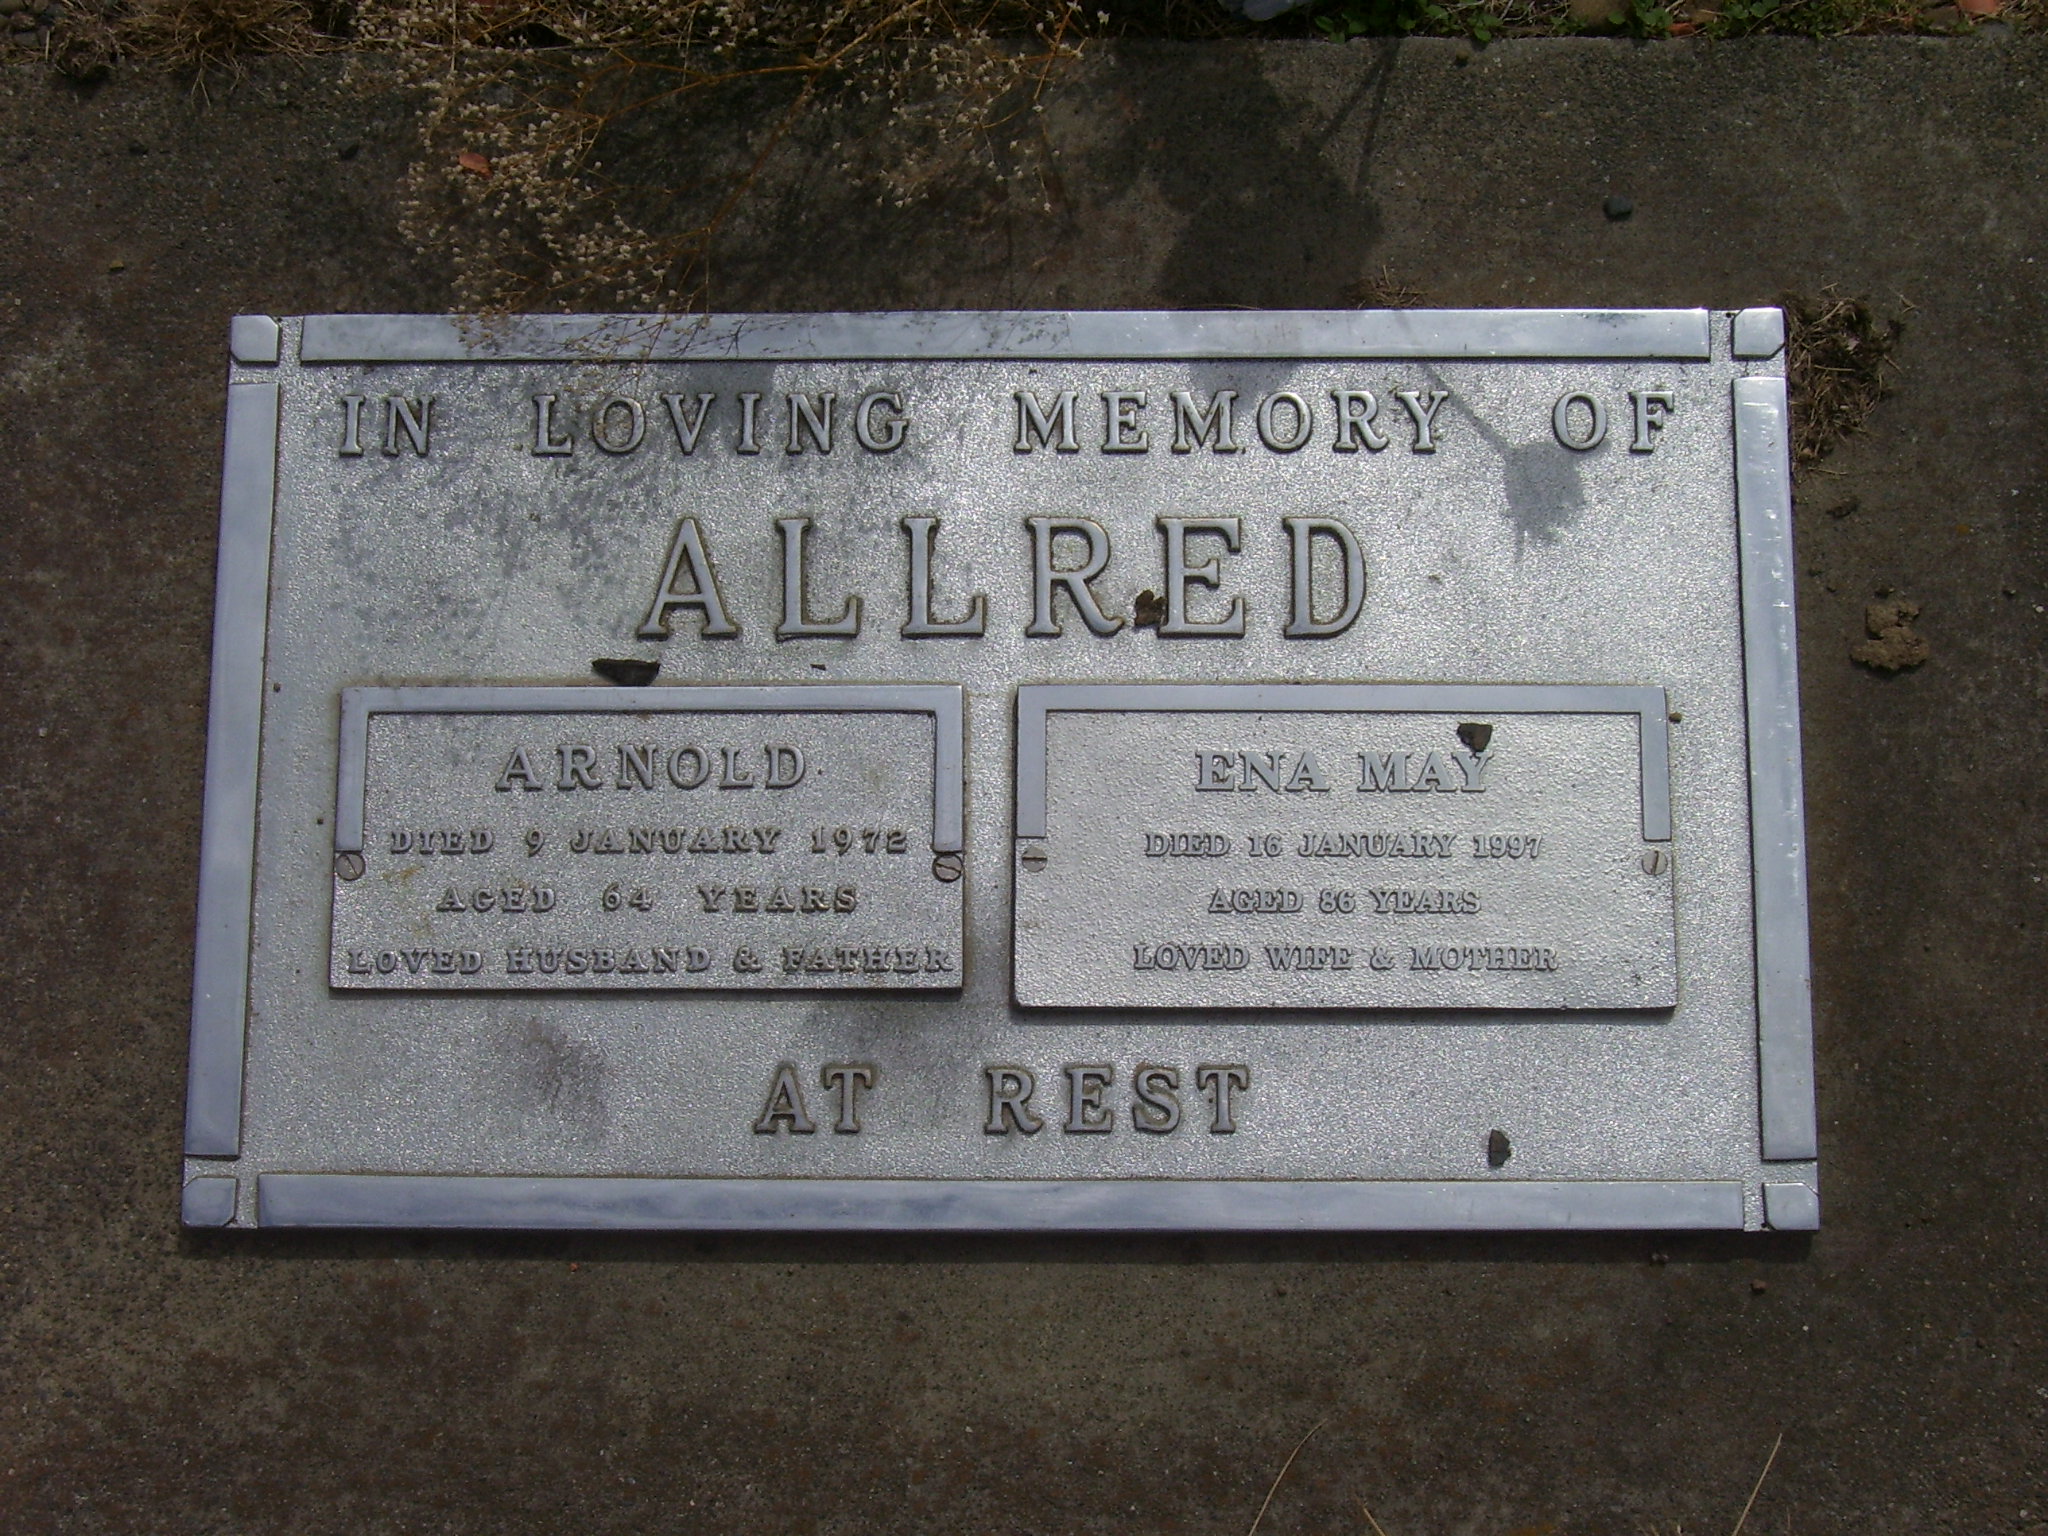 IN LOVING MEMORY OF
ALLRED
ARNOLD
DIED 9 JANUARY 1972
AGED 64 YEARS
LOVED HUSBAND & FATHER
ENA MAY
DIED 16 JANUARY 1997
AGED 86 YEARS
LOVED WIFE & MOTHER
AT REST